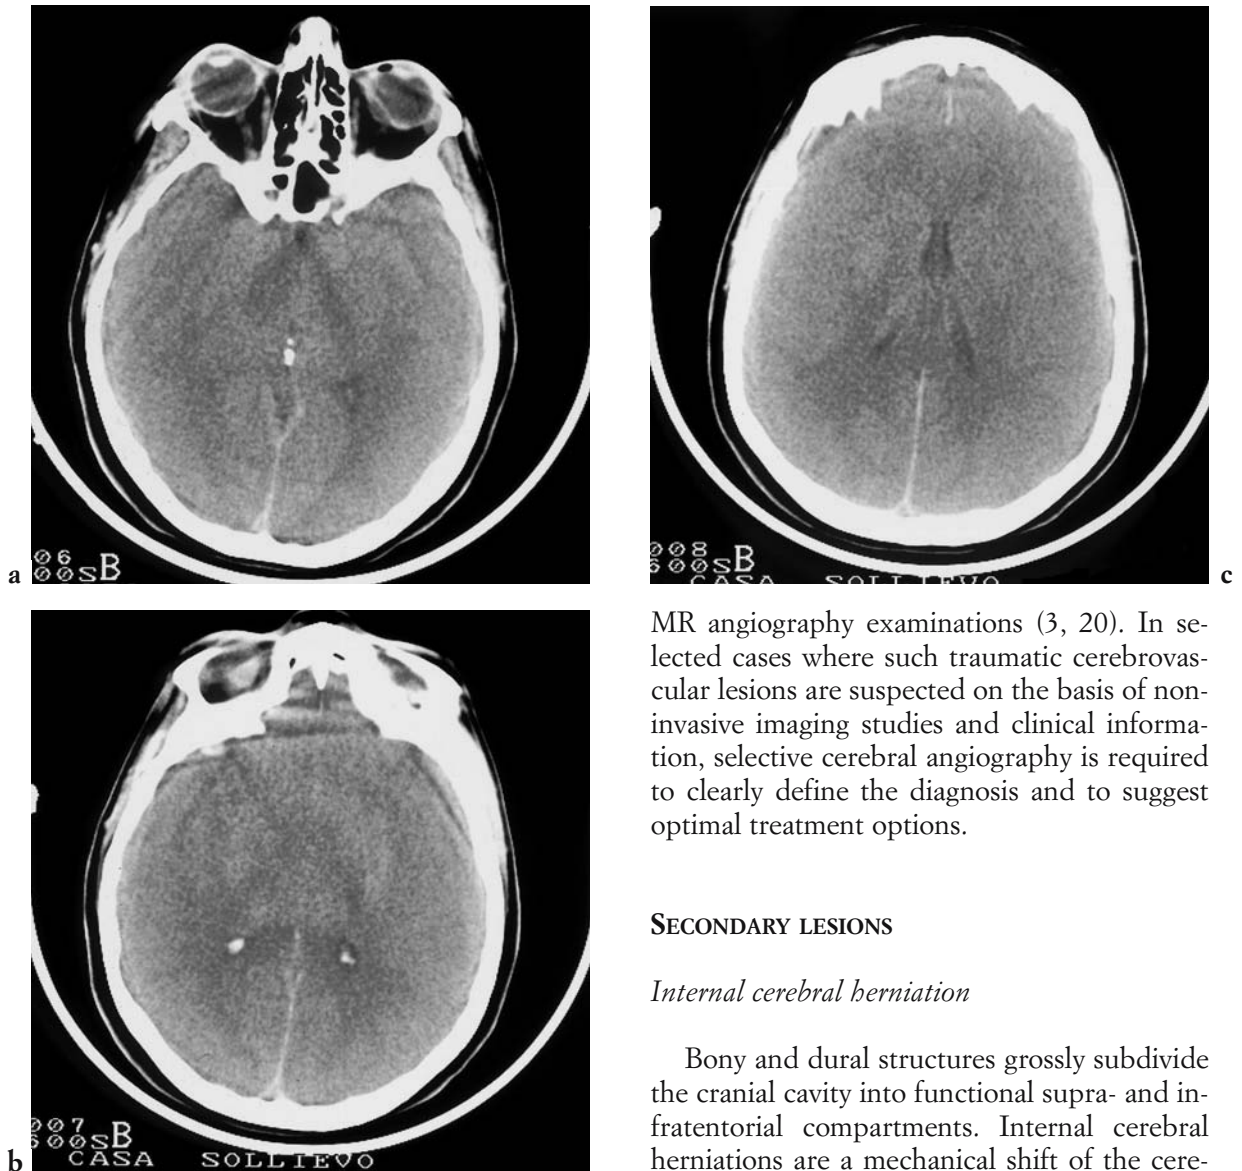 06
00sB
a
007
600sB
CASA SOLLIEVO
b
008
600sB
CASA SOLLIEVO
c
MR angiography examinations (3, 20). In se-
lected cases where such traumatic cerebrovas-
cular lesions are suspected on the basis of non-
invasive imaging studies and clinical informa-
tion, selective cerebral angiography is required
to clearly define the diagnosis and to suggest
optimal treatment options.
SECONDARY LESIONS
Internal cerebral herniation
Bony and dural structures grossly subdivide
the cranial cavity into functional supra- and in-
fratentorial compartments. Internal cerebral
herniations are a mechanical shift of the cere-